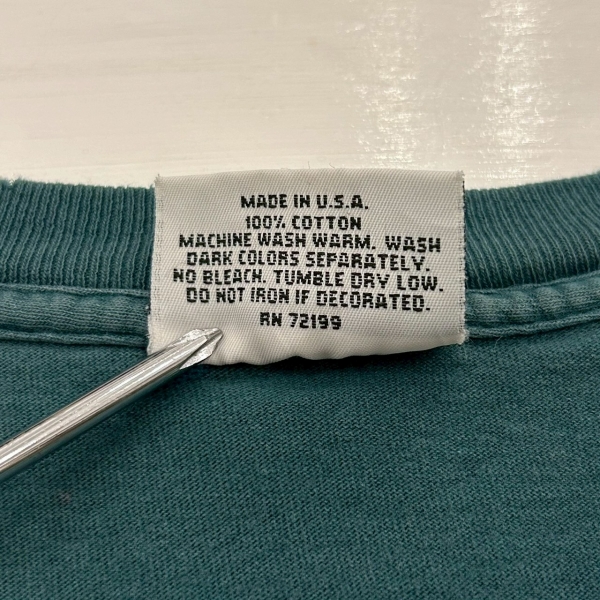 MADE IN U.S.A.
100% COTTON
MACHINE WASH WARM. WASH
DARK COLORS SEPARATELY.
NO BLEACH. TUMBLE DRY LOW.
DO NOT IRON IF DECORATED.
RN 72199